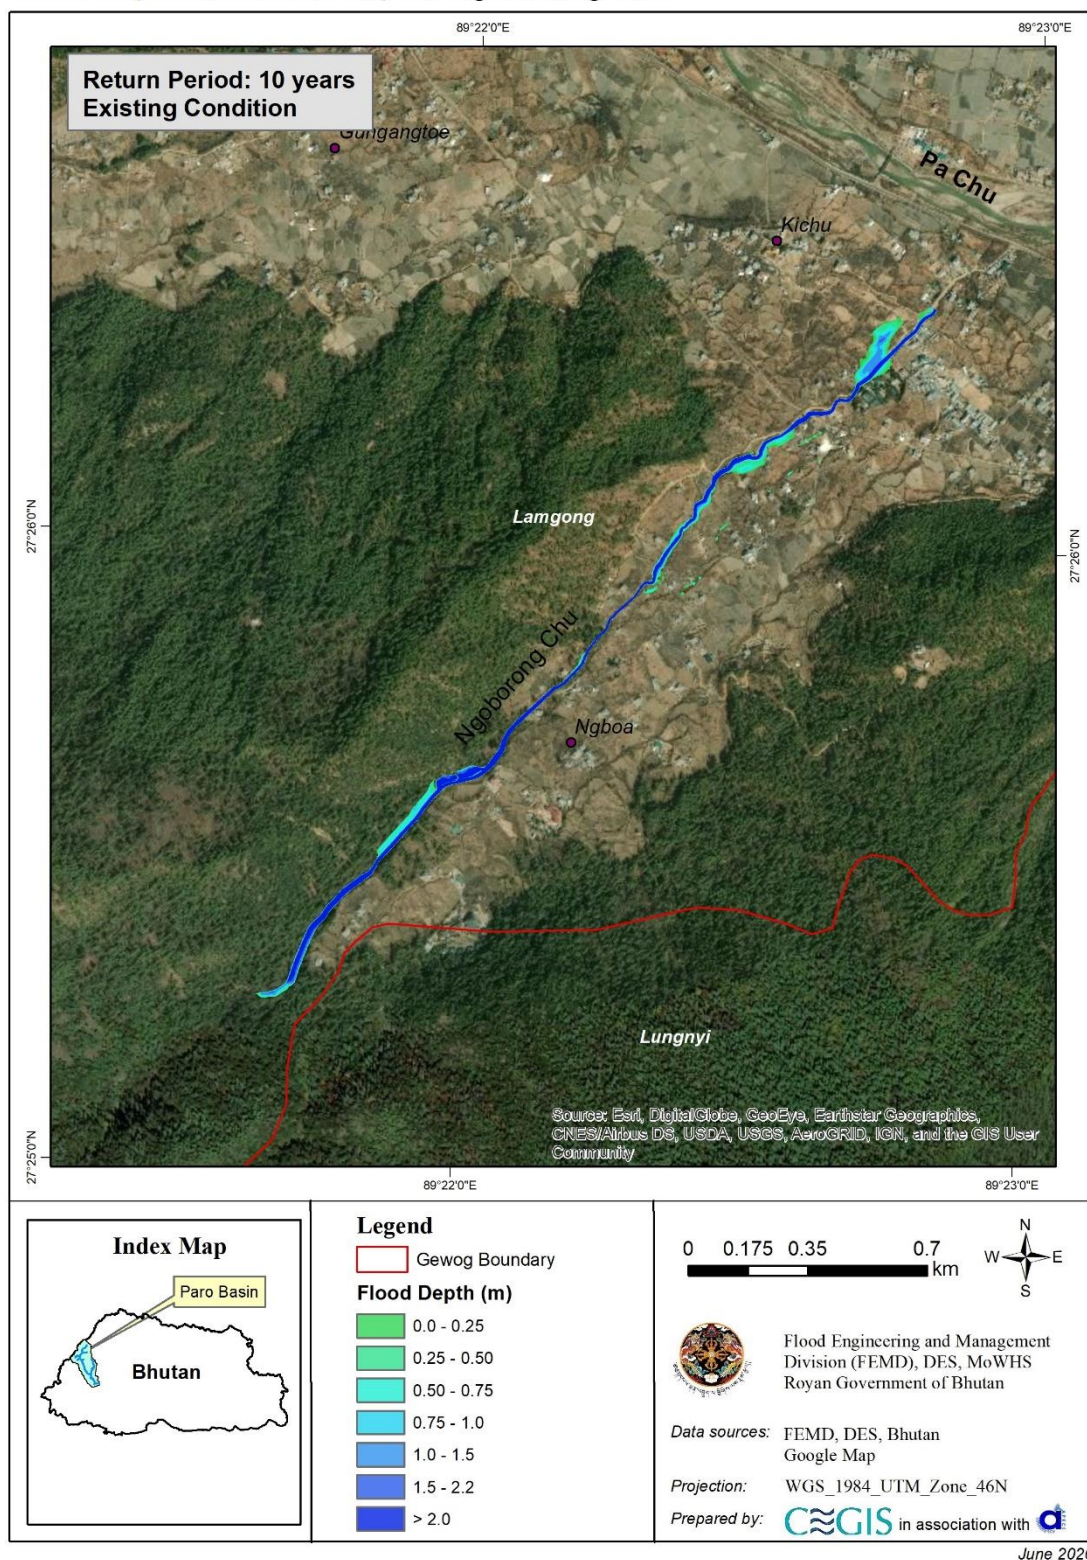 89°22'0"E
89°23'0"E
Return Period: 10 years
Existing Condition
Gungangtoe
Pa Chu
Kichu
Lamgong
27°26'0"N
27°26'0"N
Ngoborong Chu
Ngboa
Lungnyi
Source: Esri, DigitalGlobe, GeoEye, Earthstar Geographics,
CNES/Airbus DS, USDA, USGS, AeroGRID, IGN, and the GIS User
Community
27°25'0"N
89°22'0"E
89°23'0"E
Index Map
Paro Basin
Bhutan
Legend
Gewog Boundary
Flood Depth (m)
0.0 - 0.25
0.25 - 0.50
0.50 - 0.75
0.75 - 1.0
1.0 - 1.5
1.5 - 2.2
> 2.0
0 0.175 0.35 0.7
km
N
W E
S
Flood Engineering and Management
Division (FEMD), DES, MoWHS
Royan Government of Bhutan
Data sources: FEMD, DES, Bhutan
Google Map
Projection: WGS_1984_UTM_Zone_46N
Prepared by: CEGIS in association with a
June 2020